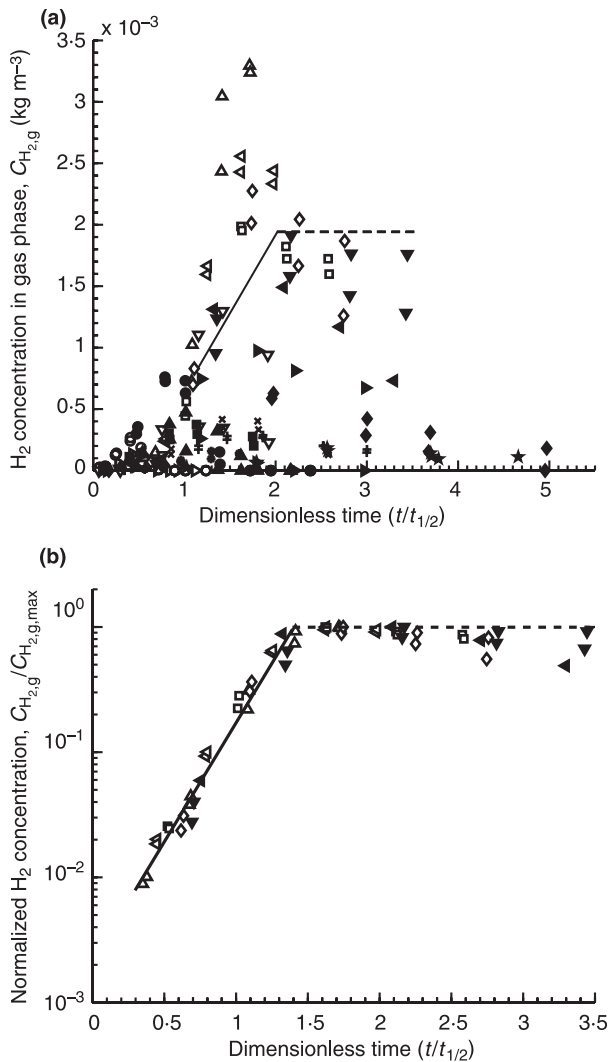 (a)
x 10⁻³
3·5
3
2·5
2
1·5
1
0·5
0
H₂ concentration in gas phase, C_H₂,g (kg m⁻³)
0 1 2 3 4 5
Dimensionless time (t/t₁/₂)
(b)
10⁰
10⁻¹
10⁻²
10⁻³
Normalized H₂ concentration, C_H₂,g/C_H₂,g,max
0 0·5 1·0 1·5 2·0 2·5 3 3·5
Dimensionless time (t/t₁/₂)